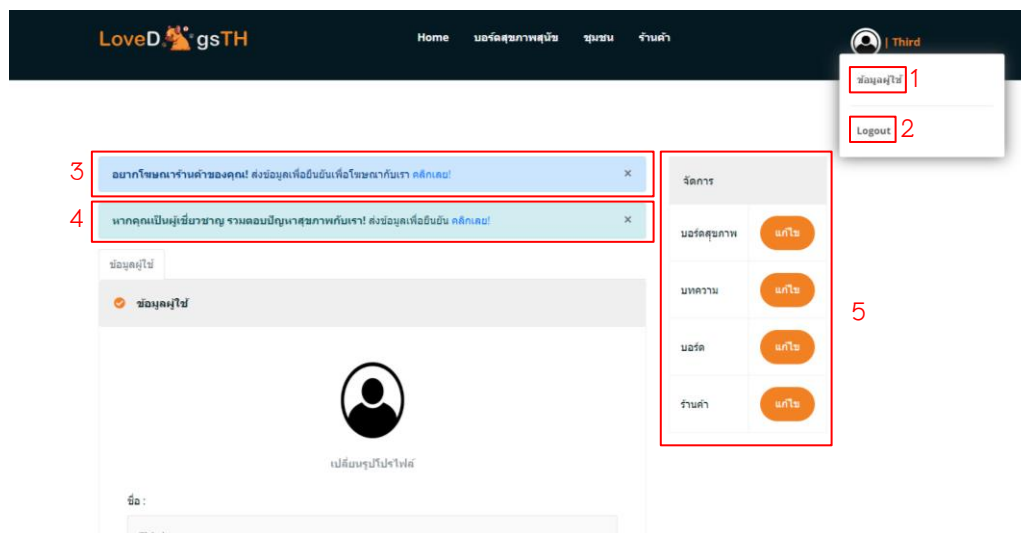 LoveD gsTH
Home บอร์ดสุขภาพสุนัข ชุมชน ร้านค้า
| Third
ข้อมูลผู้ใช้ 1
Logout 2
3 อยากโฆษณาร้านค้าของคุณ! ส่งข้อมูลเพื่อยืนยันเพื่อโฆษณากับเรา คลิกเลย! ×
4 หากคุณเป็นผู้เชี่ยวชาญ รวมตอบปัญหาสุขภาพกับเรา! ส่งข้อมูลเพื่อยืนยัน คลิกเลย! ×
ข้อมูลผู้ใช้
ข้อมูลผู้ใช้
เปลี่ยนรูปโปรไฟล์
ชื่อ :
จัดการ
บอร์ดสุขภาพ แก้ไข
บทความ แก้ไข
บอร์ด แก้ไข
ร้านค้า แก้ไข
5